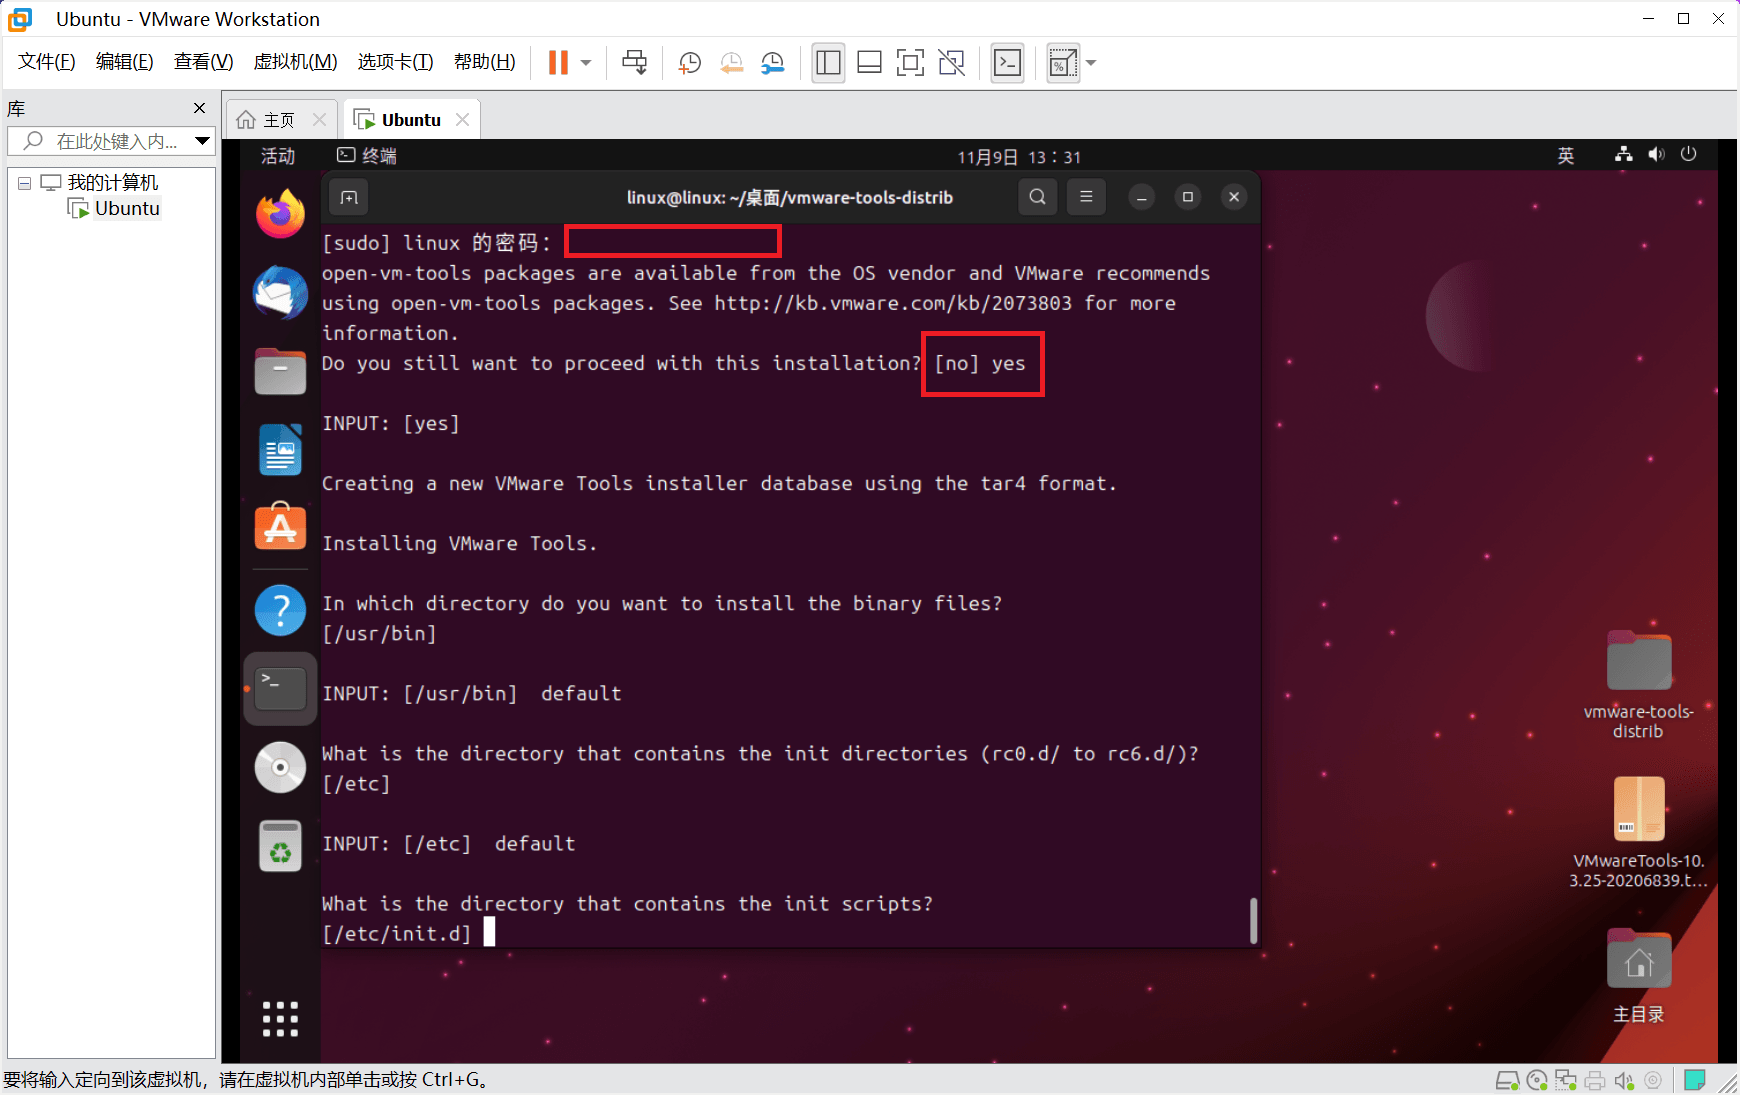 Ubuntu - VMware Workstation
文件(F) 编辑(E) 查看(V) 虚拟机(M) 选项卡(T) 帮助(H)
库
在此处键入内...
我的计算机
Ubuntu
主页
Ubuntu
活动 终端 11月9日 13：31 英
linux@linux: ~/桌面/vmware-tools-distrib
[sudo] linux 的密码：
open-vm-tools packages are available from the OS vendor and VMware recommends
using open-vm-tools packages. See http://kb.vmware.com/kb/2073803 for more
information.
Do you still want to proceed with this installation? [no] yes
INPUT: [yes]
Creating a new VMware Tools installer database using the tar4 format.
Installing VMware Tools.
In which directory do you want to install the binary files?
[/usr/bin]
INPUT: [/usr/bin]  default
What is the directory that contains the init directories (rc0.d/ to rc6.d/)?
[/etc]
INPUT: [/etc]  default
What is the directory that contains the init scripts?
[/etc/init.d]
vmware-tools-
distrib
VMwareTools-10.
3.25-20206839.t...
主目录
要将输入定向到该虚拟机，请在虚拟机内部单击或按 Ctrl+G。